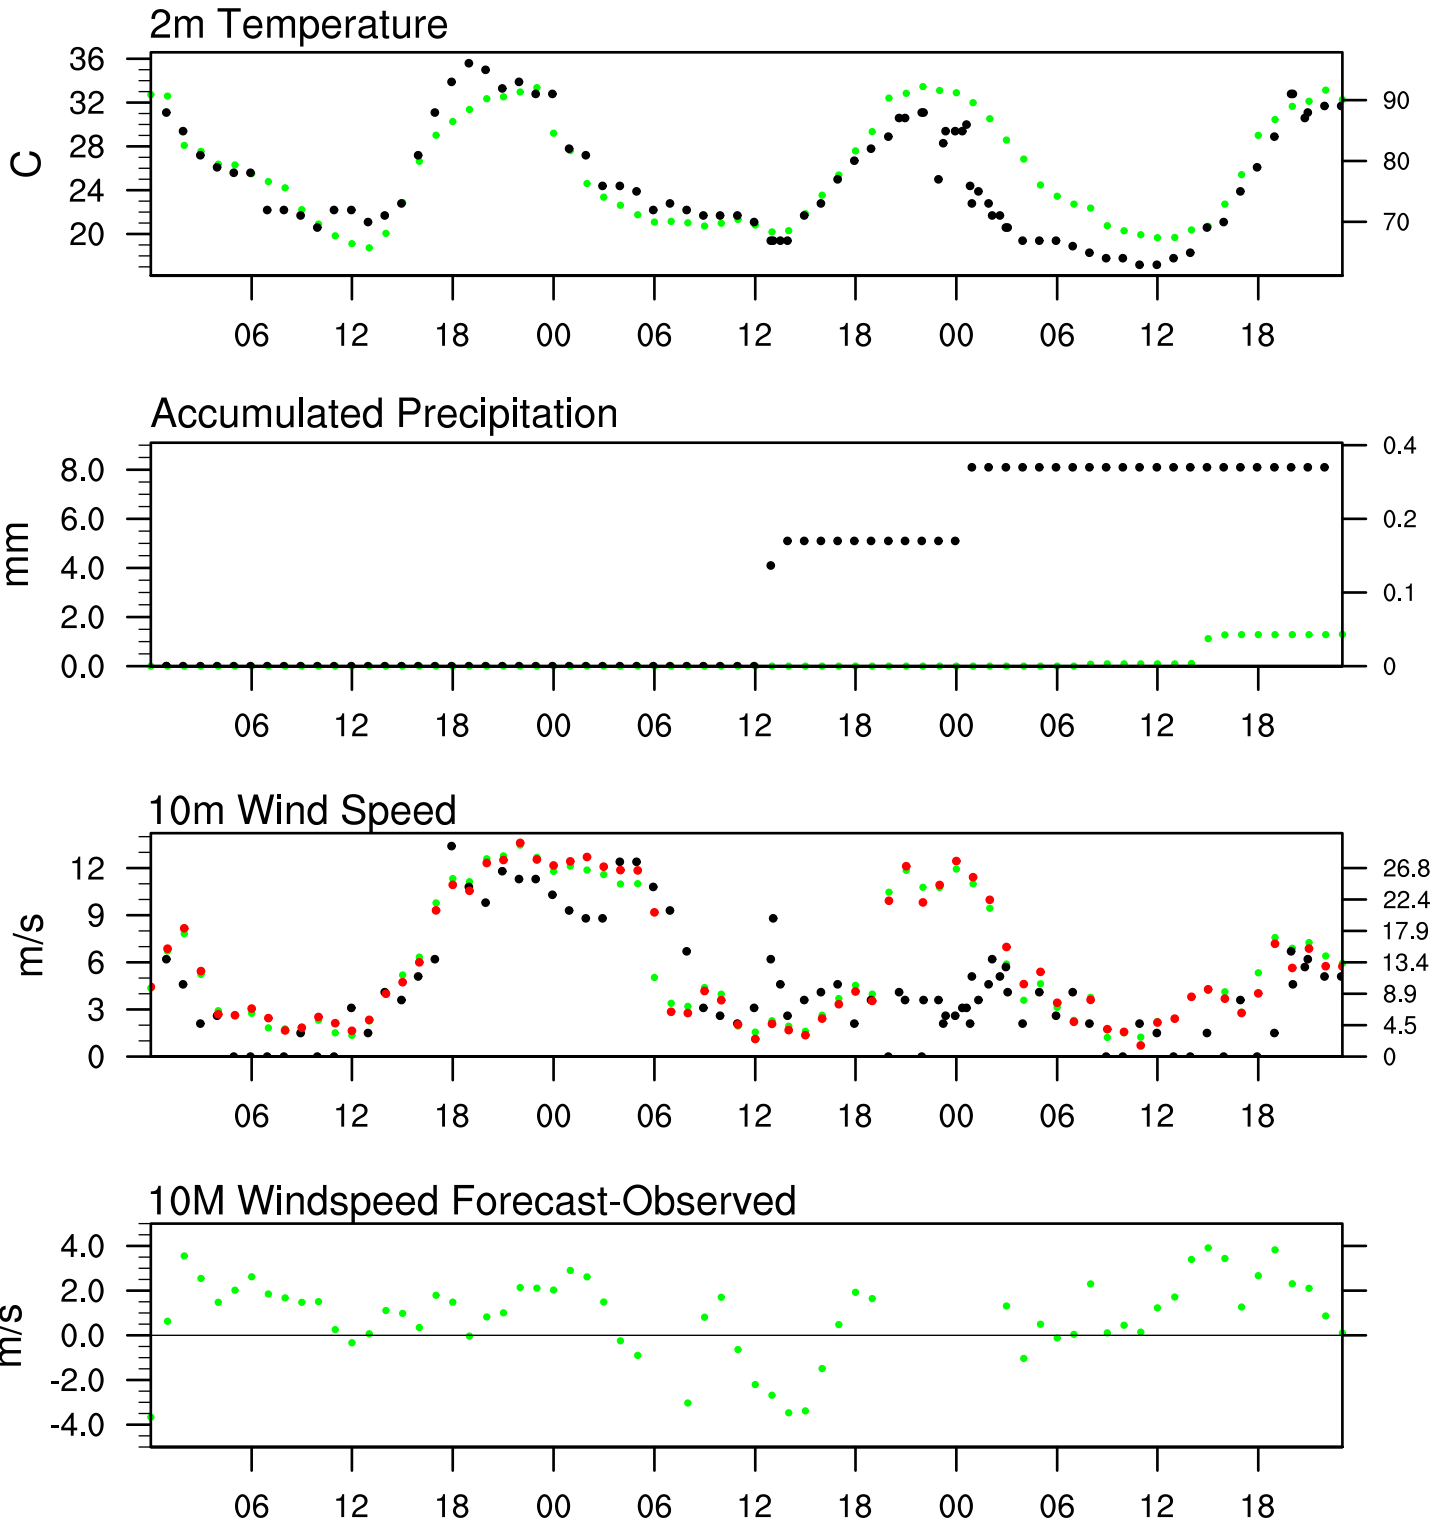 2m Temperature
36
32
28
24
20
C
90
80
70
06 12 18 00 06 12 18 00 06 12 18
Accumulated Precipitation
8.0
6.0
4.0
2.0
0.0
mm
0.4
0.2
0.1
0
06 12 18 00 06 12 18 00 06 12 18
10m Wind Speed
12
9
6
3
0
m/s
26.8
22.4
17.9
13.4
8.9
4.5
0
06 12 18 00 06 12 18 00 06 12 18
10M Windspeed Forecast-Observed
4.0
2.0
0.0
-2.0
-4.0
m/s
06 12 18 00 06 12 18 00 06 12 18